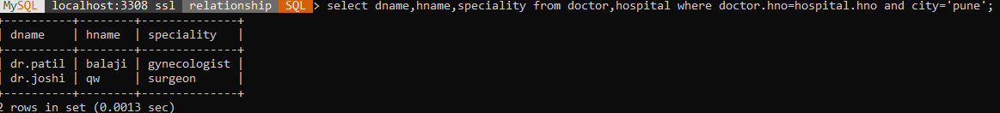 MySQL localhost:3308 ssl relationship SQL > select dname,hname,speciality from doctor,hospital where doctor.hno=hospital.hno and city='pune';
+----------+--------+--------------+
| dname    | hname  | speciality   |
+----------+--------+--------------+
| dr.patil | balaji | gynecologist |
| dr.joshi | qw     | surgeon      |
+----------+--------+--------------+
2 rows in set (0.0013 sec)